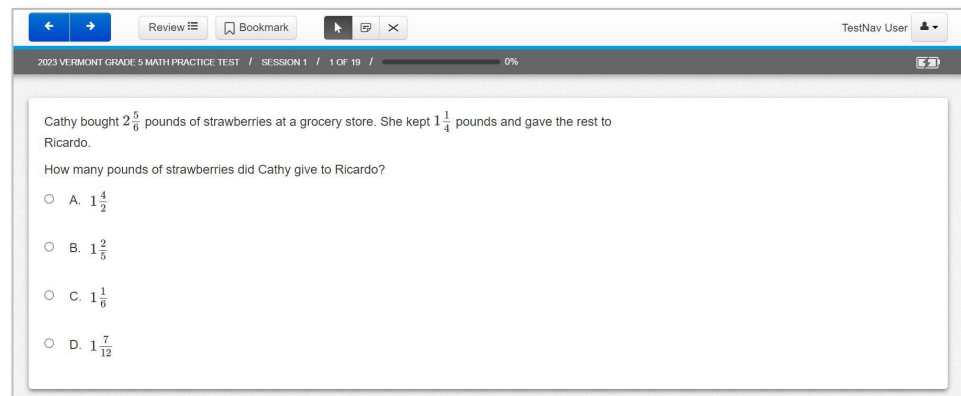 Review Bookmark TestNav User
2023 VERMONT GRADE 5 MATH PRACTICE TEST / SESSION 1 / 1 OF 19 / 0%
Cathy bought 2 5/6 pounds of strawberries at a grocery store. She kept 1 1/4 pounds and gave the rest to
Ricardo.
How many pounds of strawberries did Cathy give to Ricardo?
A. 1 4/2
B. 1 2/5
C. 1 1/6
D. 1 7/12